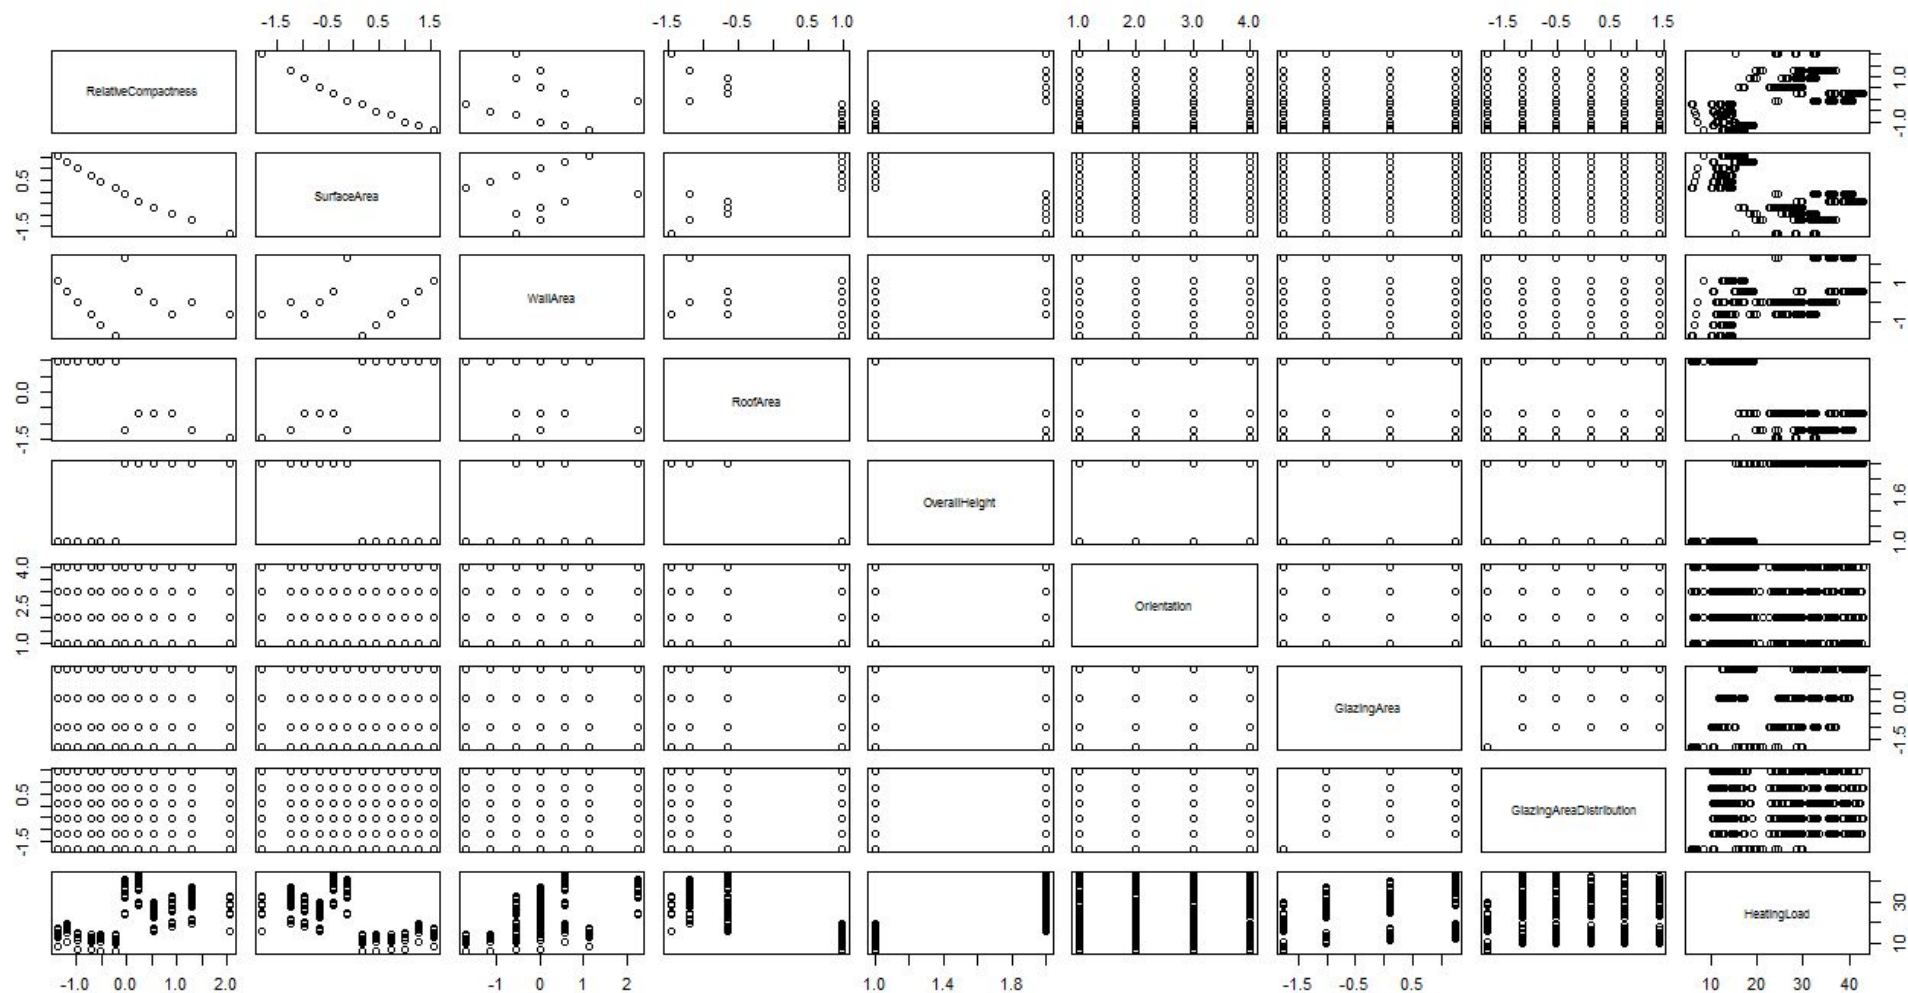 -1.5 -0.5 0.5 1.5 -1.5 -0.5 0.5 1.0 1.0 2.0 3.0 4.0 -1.5 -0.5 0.5 1.5
RelativeCompactness -1.0 1.0
-1.5 0.5 SurfaceArea
WallArea -1 1
-1.5 0.0 RoofArea
OverallHeight 1.0 1.6
1.0 2.5 4.0 Orientation
GlazingArea -1.5 0.0
-1.5 0.5 GlazingAreaDistribution
HeatingLoad 10 30
-1.0 0.0 1.0 2.0 -1 0 1 2 1.0 1.4 1.8 -1.5 -0.5 0.5 10 20 30 40